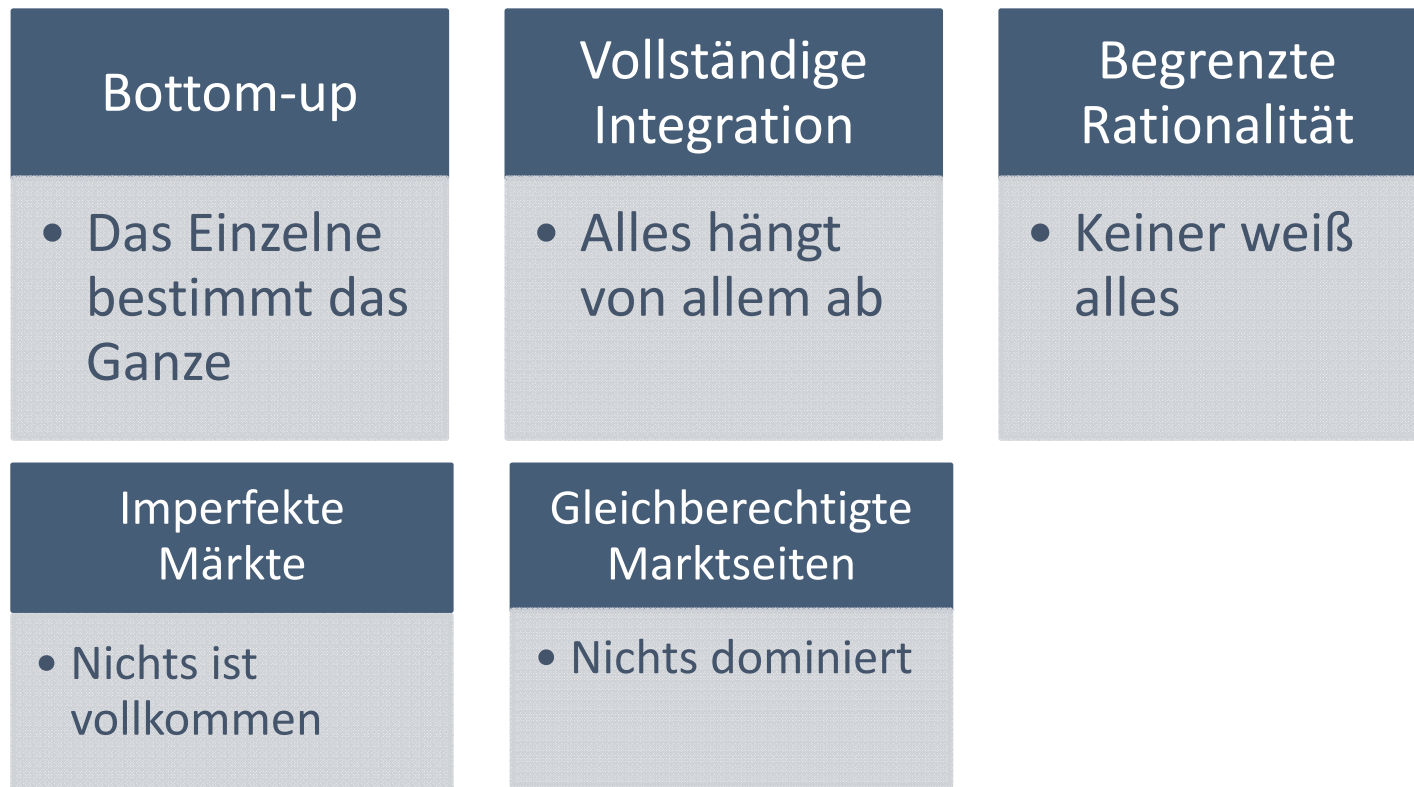 Bottom-up
• Das Einzelne
bestimmt das
Ganze
Vollständige
Integration
• Alles hängt
von allem ab
Begrenzte
Rationalität
• Keiner weiß
alles
Imperfekte
Märkte
• Nichts ist
vollkommen
Gleichberechtigte
Marktseiten
• Nichts dominiert